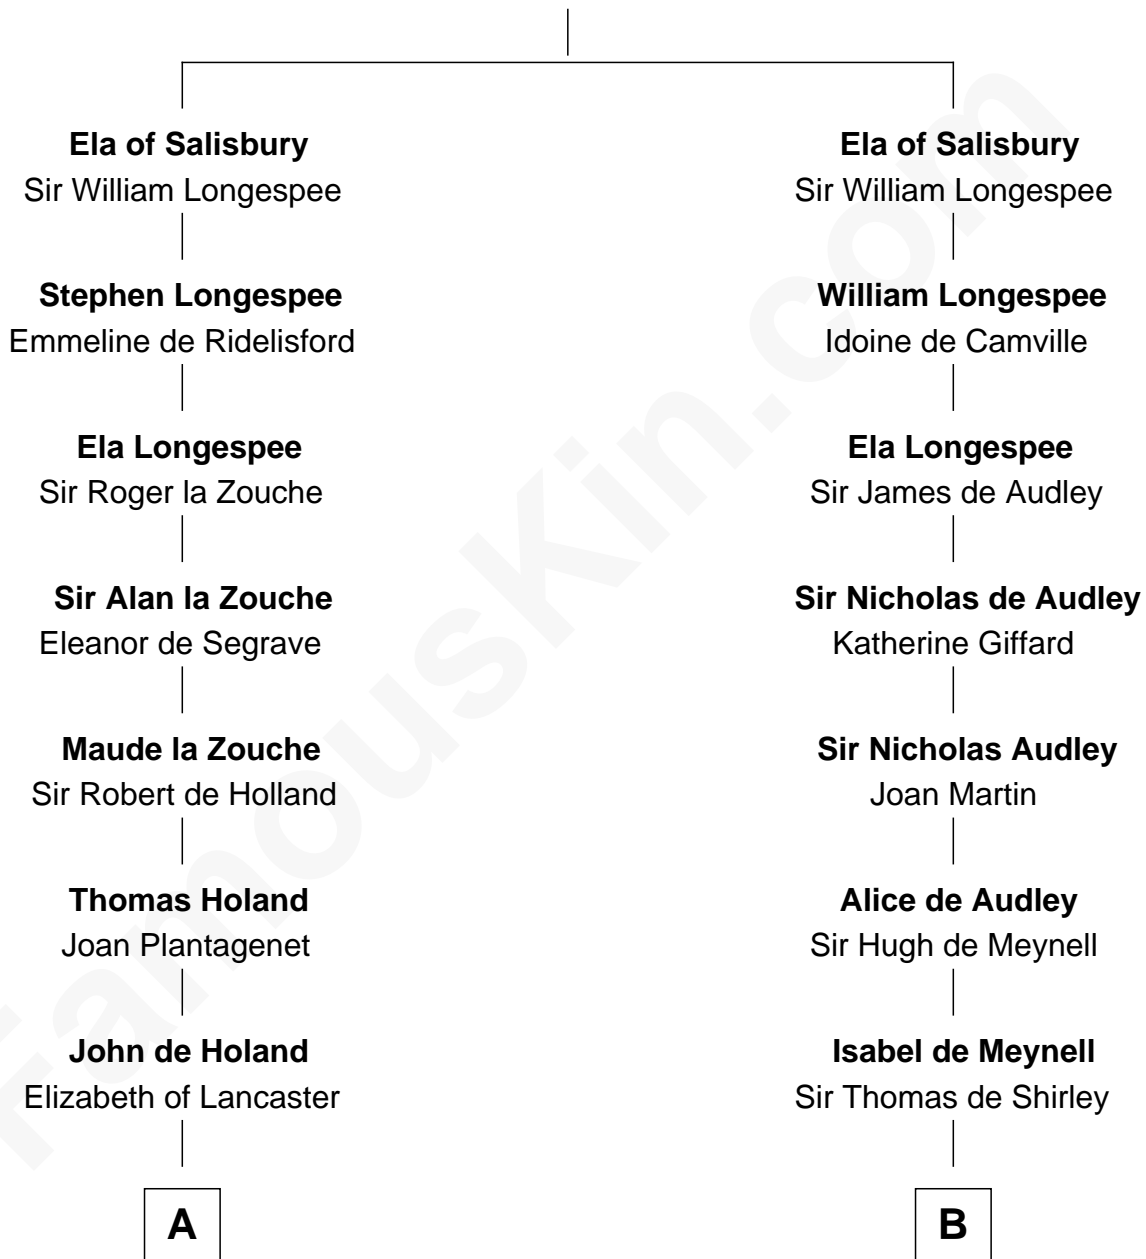 Ela of Salisbury
Sir William Longespee
Stephen Longespee
Emmeline de Ridelisford
Ela Longespee
Sir Roger la Zouche
Sir Alan la Zouche
Eleanor de Segrave
Maude la Zouche
Sir Robert de Holland
Thomas Holand
Joan Plantagenet
John de Holand
Elizabeth of Lancaster
A
Ela of Salisbury
Sir William Longespee
William Longespee
Idoine de Camville
Ela Longespee
Sir James de Audley
Sir Nicholas de Audley
Katherine Giffard
Sir Nicholas Audley
Joan Martin
Alice de Audley
Sir Hugh de Meynell
Isabel de Meynell
Sir Thomas de Shirley
B
FamousKin.com